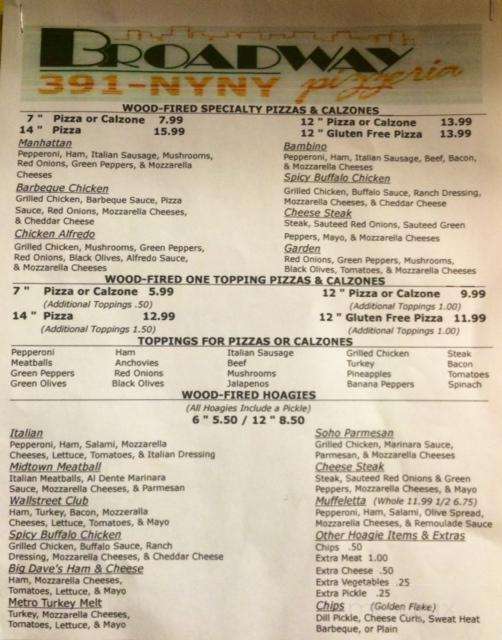 BROADWAY
391-NYNY pizzeria
WOOD-FIRED SPECIALTY PIZZAS & CALZONES
7 " Pizza or Calzone 7.99
14 " Pizza 15.99
12 " Pizza or Calzone 13.99
12 " Gluten Free Pizza 13.99
Manhattan
Pepperoni, Ham, Italian Sausage, Mushrooms,
Red Onions, Green Peppers, & Mozzarella
Cheeses
Barbeque Chicken
Grilled Chicken, Barbeque Sauce, Pizza
Sauce, Red Onions, Mozzarella Cheeses,
& Cheddar Cheese
Chicken Alfredo
Grilled Chicken, Mushrooms, Green Peppers,
Red Onions, Black Olives, Alfredo Sauce,
& Mozzarella Cheeses
Bambino
Pepperoni, Ham, Italian Sausage, Beef, Bacon,
& Mozzarella Cheeses
Spicy Buffalo Chicken
Grilled Chicken, Buffalo Sauce, Ranch Dressing,
Mozzarella Cheeses, & Cheddar Cheese
Cheese Steak
Steak, Sauteed Red Onions, Sauteed Green
Peppers, Mayo, & Mozzarella Cheeses
Garden
Red Onions, Green Peppers, Mushrooms,
Black Olives, Tomatoes, & Mozzarella Cheeses
WOOD-FIRED ONE TOPPING PIZZAS & CALZONES
7 " Pizza or Calzone 5.99
(Additional Toppings .50)
14 " Pizza 12.99
(Additional Toppings 1.50)
12 " Pizza or Calzone 9.99
(Additional Toppings 1.00)
12 " Gluten Free Pizza 11.99
(Additional Toppings 1.00)
TOPPINGS FOR PIZZAS OR CALZONES
Pepperoni Ham Italian Sausage Grilled Chicken Steak
Meatballs Anchovies Beef Turkey Bacon
Green Peppers Red Onions Mushrooms Pineapples Tomatoes
Green Olives Black Olives Jalapenos Banana Peppers Spinach
WOOD-FIRED HOAGIES
(All Hoagies Include a Pickle)
6 " 5.50 / 12 " 8.50
Italian
Pepperoni, Ham, Salami, Mozzarella
Cheeses, Lettuce, Tomatoes, & Italian Dressing
Midtown Meatball
Italian Meatballs, Al Dente Marinara
Sauce, Mozzarella Cheeses, & Parmesan
Wallstreet Club
Ham, Turkey, Bacon, Mozzeralla
Cheeses, Lettuce, Tomatoes, & Mayo
Spicy Buffalo Chicken
Grilled Chicken, Buffalo Sauce, Ranch
Dressing, Mozzarella Cheeses, & Cheddar Cheese
Big Dave's Ham & Cheese
Ham, Mozzarella Cheeses,
Tomatoes, Lettuce, & Mayo
Metro Turkey Melt
Turkey, Mozzarella Cheeses,
Tomatoes, Lettuce, & Mayo
Soho Parmesan
Grilled Chicken, Marinara Sauce,
Parmesan, & Mozzarella Cheeses
Cheese Steak
Steak, Sauteed Red Onions & Green
Peppers, Mozzarella Cheeses, & Mayo
Muffeletta (Whole 11.99 1/2 6.75)
Pepperoni, Ham, Salami, Olive Spread,
Mozzarella Cheeses, & Remoulade Sauce
Other Hoagie Items & Extras
Chips .50
Extra Meat 1.00
Extra Cheese .50
Extra Vegetables .25
Extra Pickle .25
Chips (Golden Flake)
Dill Pickle, Cheese Curls, Sweat Heat
Barbeque, or Plain